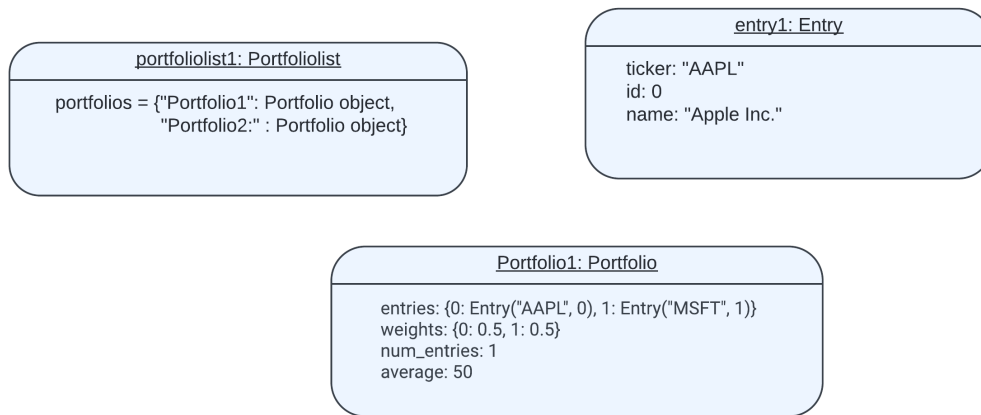 portfoliolist1: Portfoliolist
portfolios = {"Portfolio1": Portfolio object,
"Portfolio2:" : Portfolio object}
entry1: Entry
ticker: "AAPL"
id: 0
name: "Apple Inc."
Portfolio1: Portfolio
entries: {0: Entry("AAPL", 0), 1: Entry("MSFT", 1)}
weights: {0: 0.5, 1: 0.5}
num_entries: 1
average: 50